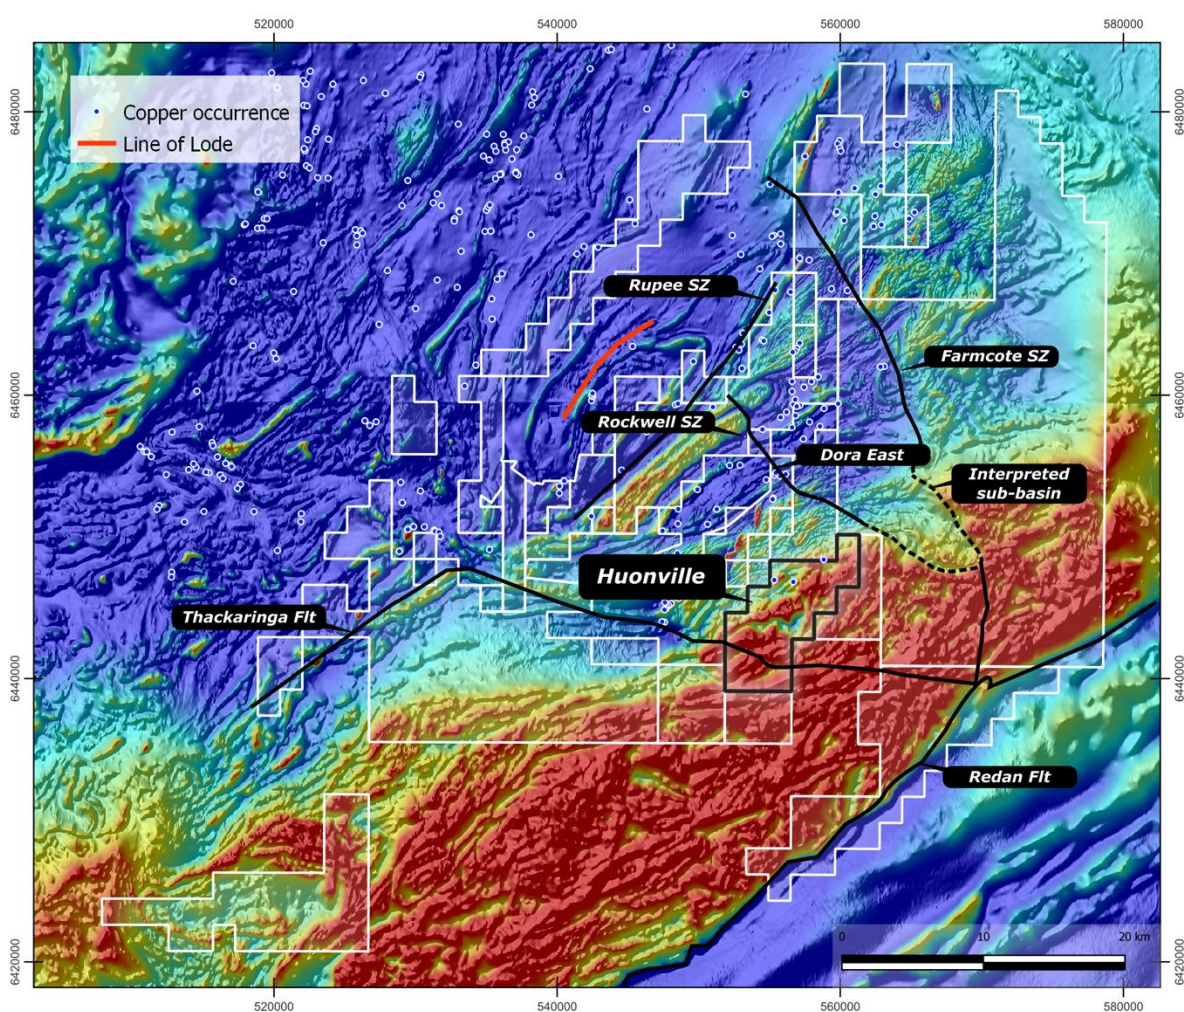 520000
540000
560000
580000
6480000
6480000
Copper occurrence
Line of Lode
Rupee SZ
Farmcote SZ
6460000
6460000
Rockwell SZ
Dora East
Interpreted
sub-basin
Huonville
Thackaringa Flt
6440000
6440000
Redan Flt
0
10
20 km
6420000
6420000
520000
540000
560000
580000